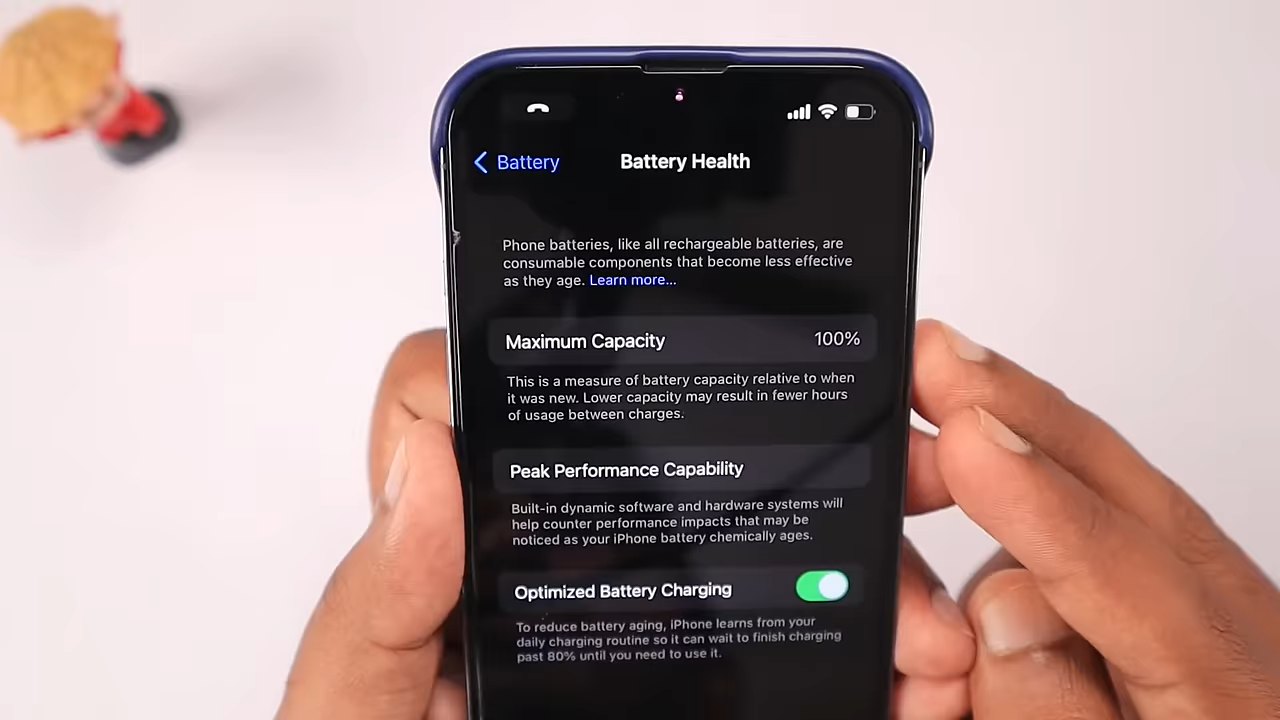 Battery
Battery Health
Phone batteries, like all rechargeable batteries, are
consumable components that become less effective
as they age. Learn more...
Maximum Capacity 100%
This is a measure of battery capacity relative to when
it was new. Lower capacity may result in fewer hours
of usage between charges.
Peak Performance Capability
Built-in dynamic software and hardware systems will
help counter performance impacts that may be
noticed as your iPhone battery chemically ages.
Optimized Battery Charging
To reduce battery aging, iPhone learns from your
daily charging routine so it can wait to finish charging
past 80% until you need to use it.